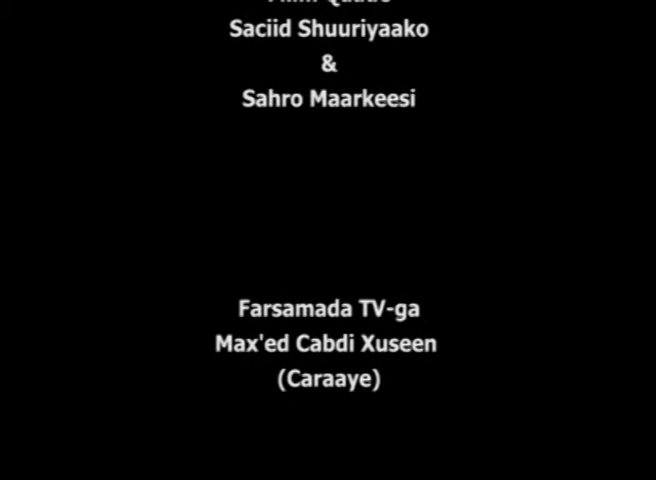 Saciid Shuuriyaako
&
Sahro Maarkeesi
Farsamada TV-ga
Max'ed Cabdi Xuseen
(Caraaye)